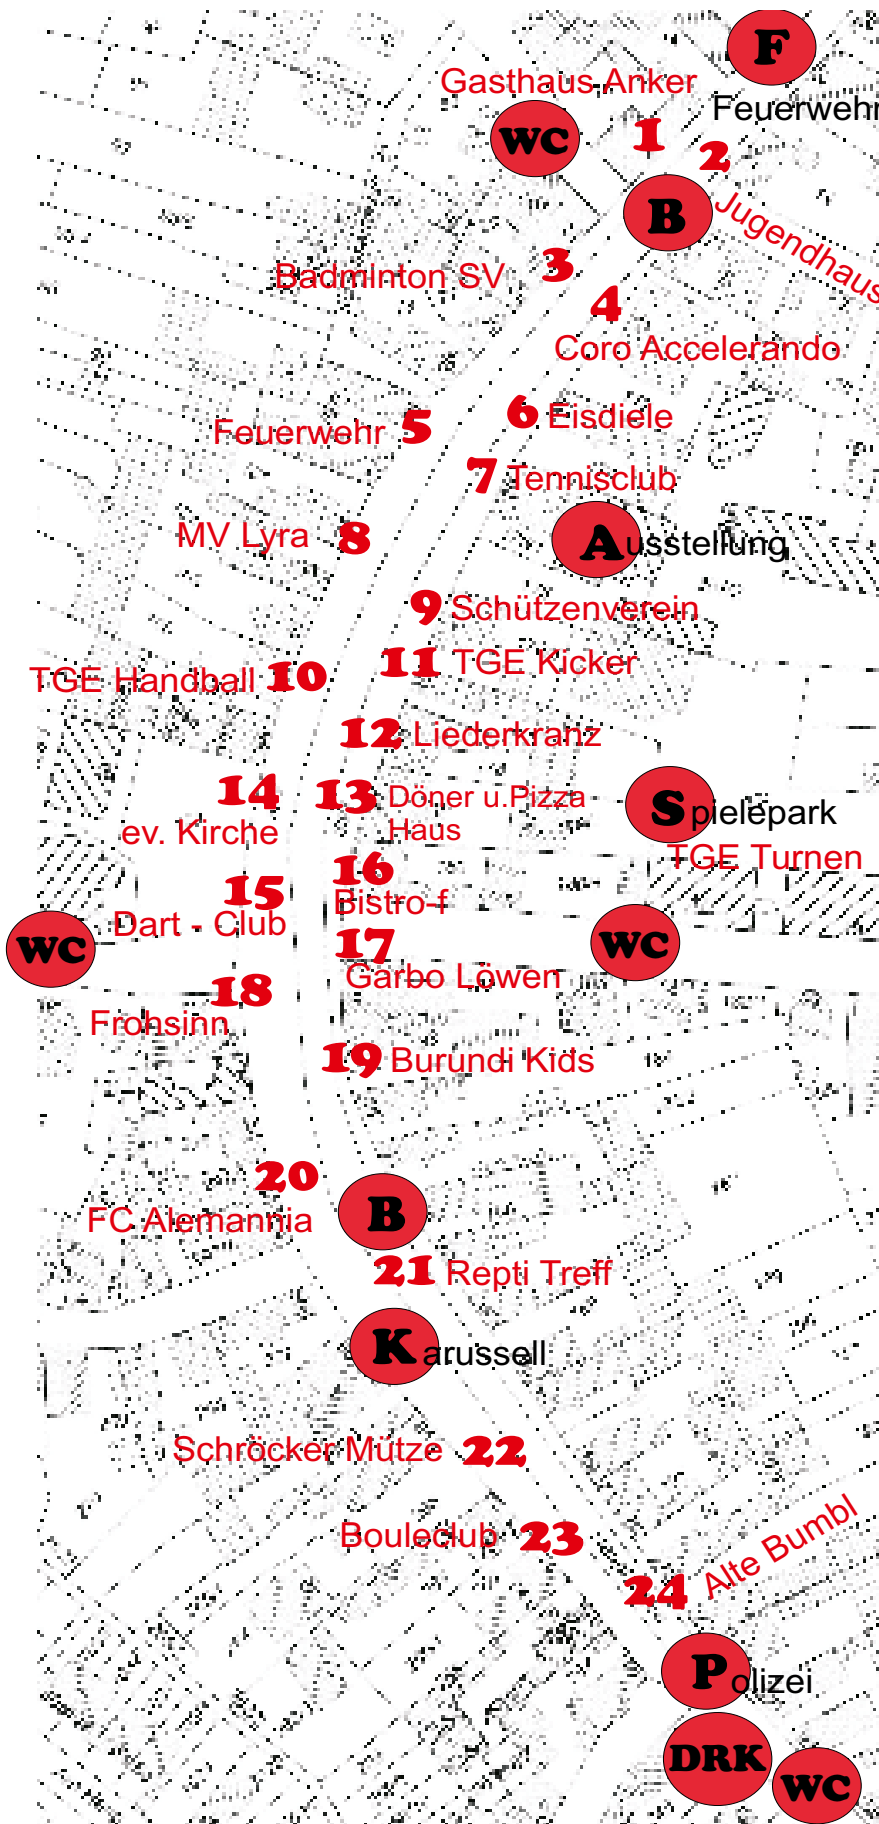 F
Gasthaus Anker
Feuerwehr
WC
1
2
B
Jugendhaus
3
Badminton SV
4
Coro Accelerando
6 Eisdiele
Feuerwehr 5
7 Tennisclub
MV Lyra 8
Ausstellung
9 Schützenverein
11 TGE Kicker
TGE Handball 10
12 Liederkranz
14
ev. Kirche
13 Döner u.Pizza
Haus
Spielepark
TGE Turnen
16
Bistro-f
15
Dart - Club
WC
WC
17
Garbo Löwen
18
Frohsinn
19 Burundi Kids
20
FC Alemannia
B
21 Repti Treff
Karussell
Schröcker Mütze 22
Bouleclub 23
24 Alte Bumbl
Polizei
DRK
WC